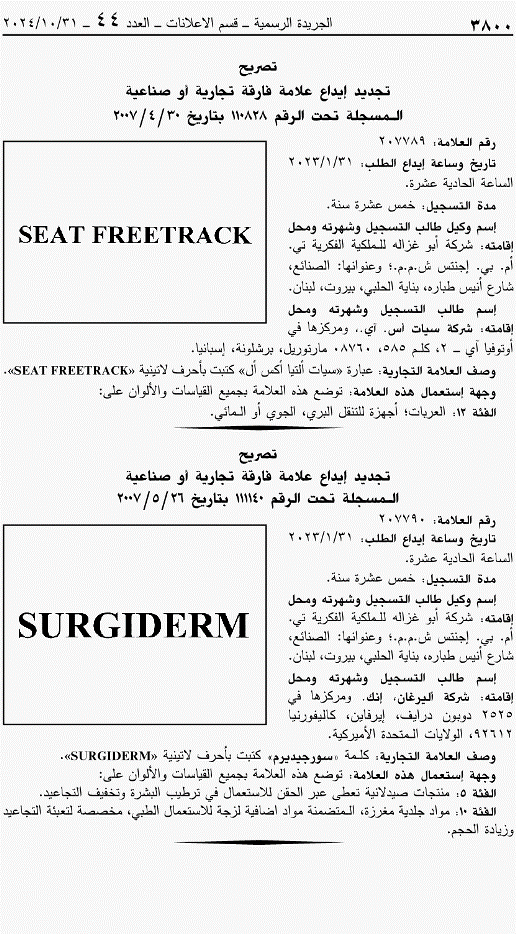 ٣٨٠٠ الجريدة الرسمية ـ قسم الاعلانات ـ العدد ٤٤ ـ ٢٠٢٤/١٠/٣١
تصريح
تجديد إيداع علامة فارقة تجارية أو صناعية
المسجلة تحت الرقم ١١٠٨٢٨ بتاريخ ٢٠٠٧/٤/٣٠
رقم العلامة: ٢٠٧٧٨٩
تاريخ وساعة إيداع الطلب: ٢٠٢٣/١/٣١
الساعة الحادية عشرة.
مدة التسجيل: خمس عشرة سنة.
إسم وكيل طالب التسجيل وشهرته ومحل
إقامته: شركة أبو غزاله للملكية الفكرية تي.
أم. بي. إجنتس ش.م.م.؛ وعنوانها: الصنائع،
شارع أنيس طباره، بناية الحلبي، بيروت، لبنان.
إسم طالب التسجيل وشهرته ومحل
إقامته: شركة سيات أس. آي.، ومركزها في
أوتوفيا آي ـ ٢، كلم ٥٨٥، ٠٨٧٦٠ مارتوريل، برشلونة، إسبانيا.
SEAT FREETRACK
وصف العلامة التجارية: عبارة «سيات ألتيا أكس أل» كتبت بأحرف لاتينية «SEAT FREETRACK».
وجهة إستعمال هذه العلامة: توضع هذه العلامة بجميع القياسات والألوان على:
الفئة ١٢: العربات؛ أجهزة للتنقل البري، الجوي أو المائي.
تصريح
تجديد إيداع علامة فارقة تجارية أو صناعية
المسجلة تحت الرقم ١١١١٤٠ بتاريخ ٢٠٠٧/٥/٢٦
رقم العلامة: ٢٠٧٧٩٠
تاريخ وساعة إيداع الطلب: ٢٠٢٣/١/٣١
الساعة الحادية عشرة.
مدة التسجيل: خمس عشرة سنة.
إسم وكيل طالب التسجيل وشهرته ومحل
إقامته: شركة أبو غزاله للملكية الفكرية تي.
أم. بي. إجنتس ش.م.م.؛ وعنوانها: الصنائع،
شارع أنيس طباره، بناية الحلبي، بيروت، لبنان.
إسم طالب التسجيل وشهرته ومحل
إقامته: شركة أليرغان، إنك. ومركزها في
٢٥٢٥ دوبون درايف، إيرفاين، كاليفورنيا
٩٢٦١٢، الولايات المتحدة الأميركية.
SURGIDERM
وصف العلامة التجارية: كلمة «سورجيديرم» كتبت بأحرف لاتينية «SURGIDERM».
وجهة إستعمال هذه العلامة: توضع هذه العلامة بجميع القياسات والألوان على:
الفئة ٥: منتجات صيدلانية تعطى عبر الحقن للاستعمال في ترطيب البشرة وتخفيف التجاعيد.
الفئة ١٠: مواد جلدية مغرزة، المتضمنة مواد اضافية لزجة للاستعمال الطبي، مخصصة لتعبئة التجاعيد
وزيادة الحجم.